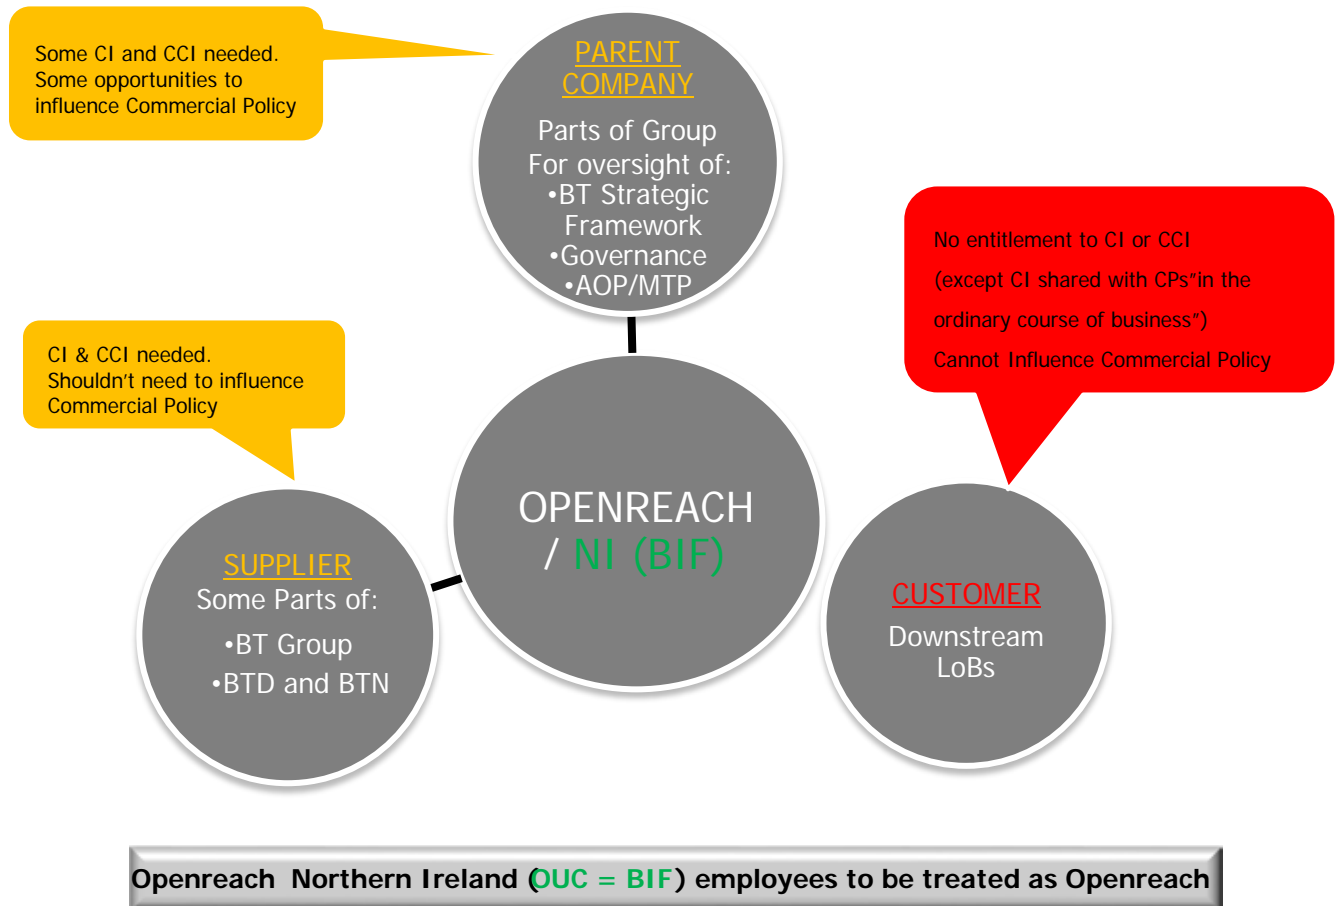 Some CI and CCI needed.
Some opportunities to
influence Commercial Policy
PARENT
COMPANY
Parts of Group
For oversight of:
•BT Strategic
Framework
•Governance
•AOP/MTP
No entitlement to CI or CCI
(except CI shared with CPs"in the
ordinary course of business")
Cannot Influence Commercial Policy
CI & CCI needed.
Shouldn't need to influence
Commercial Policy
OPENREACH
/ NI (BIF)
SUPPLIER
Some Parts of:
•BT Group
•BTD and BTN
CUSTOMER
Downstream
LoBs
Openreach Northern Ireland (OUC = BIF) employees to be treated as Openreach